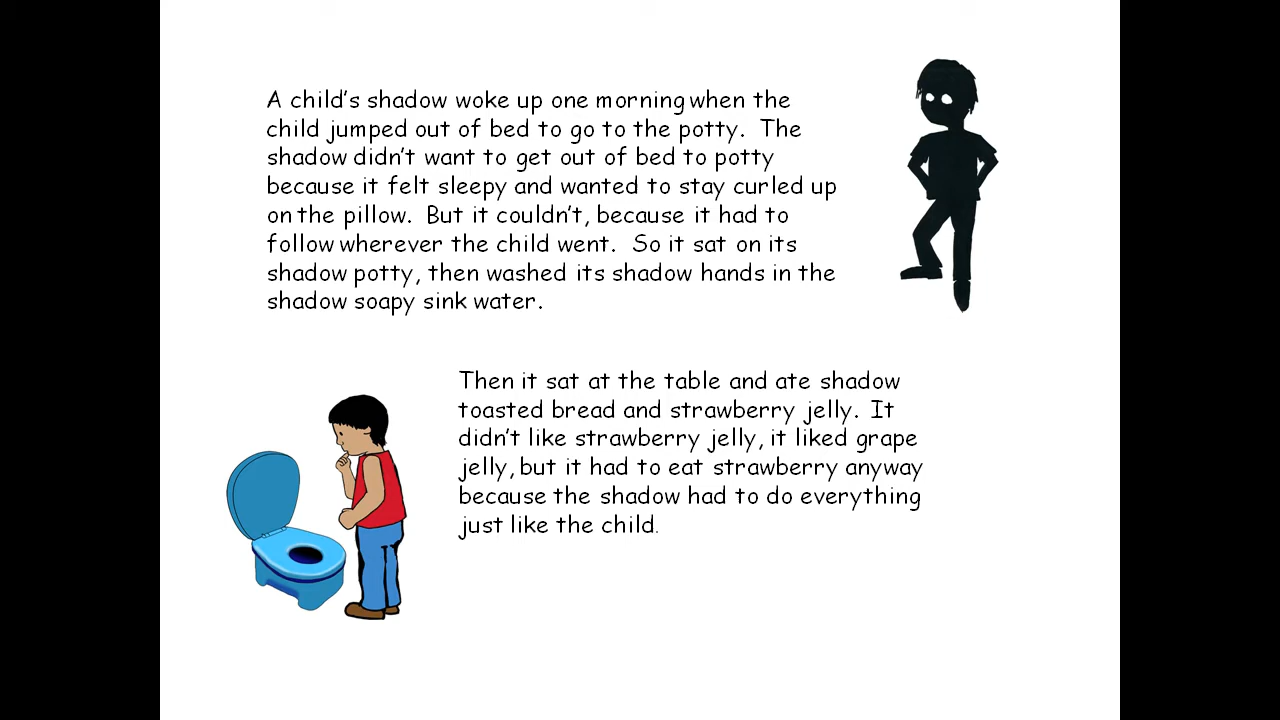 A child's shadow woke up one morning when the
child jumped out of bed to go to the potty.  The
shadow didn't want to get out of bed to potty
because it felt sleepy and wanted to stay curled up
on the pillow.  But it couldn't, because it had to
follow wherever the child went.  So it sat on its
shadow potty, then washed its shadow hands in the
shadow soapy sink water.
Then it sat at the table and ate shadow
toasted bread and strawberry jelly.  It
didn't like strawberry jelly, it liked grape
jelly, but it had to eat strawberry anyway
because the shadow had to do everything
just like the child.